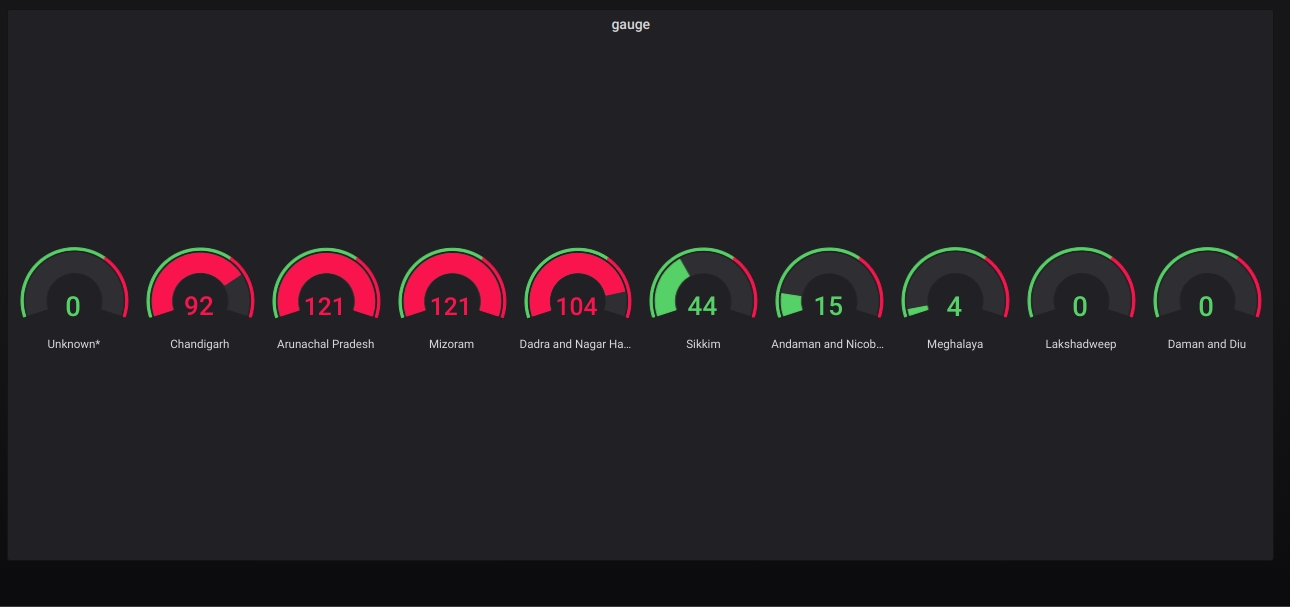 gauge
0
92
121
121
104
44
15
4
0
0
Unknown*
Chandigarh
Arunachal Pradesh
Mizoram
Dadra and Nagar Ha...
Sikkim
Andaman and Nicob...
Meghalaya
Lakshadweep
Daman and Diu